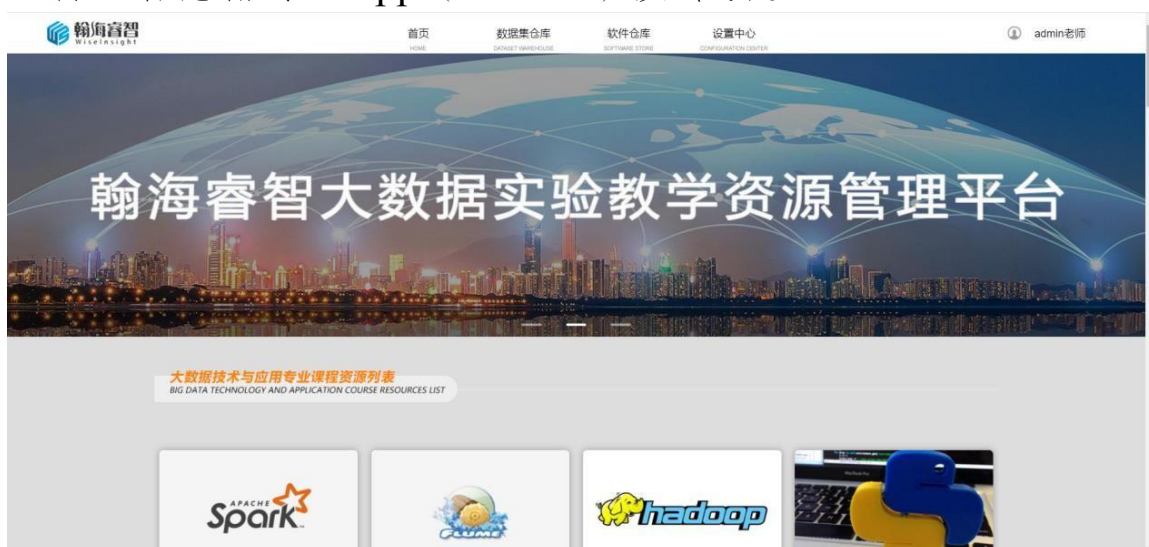 翰海睿智
Wiseinsight
首页
HOME
数据集仓库
DATASET WAREHOUSE
软件仓库
SOFTWARE STORE
设置中心
CONFIGURATION CENTER
admin老师
翰海睿智大数据实验教学资源管理平台
大数据技术与应用专业课程资源列表
BIG DATA TECHNOLOGY AND APPLICATION COURSE RESOURCES LIST
APACHE
Spark
FLUME
hadoop